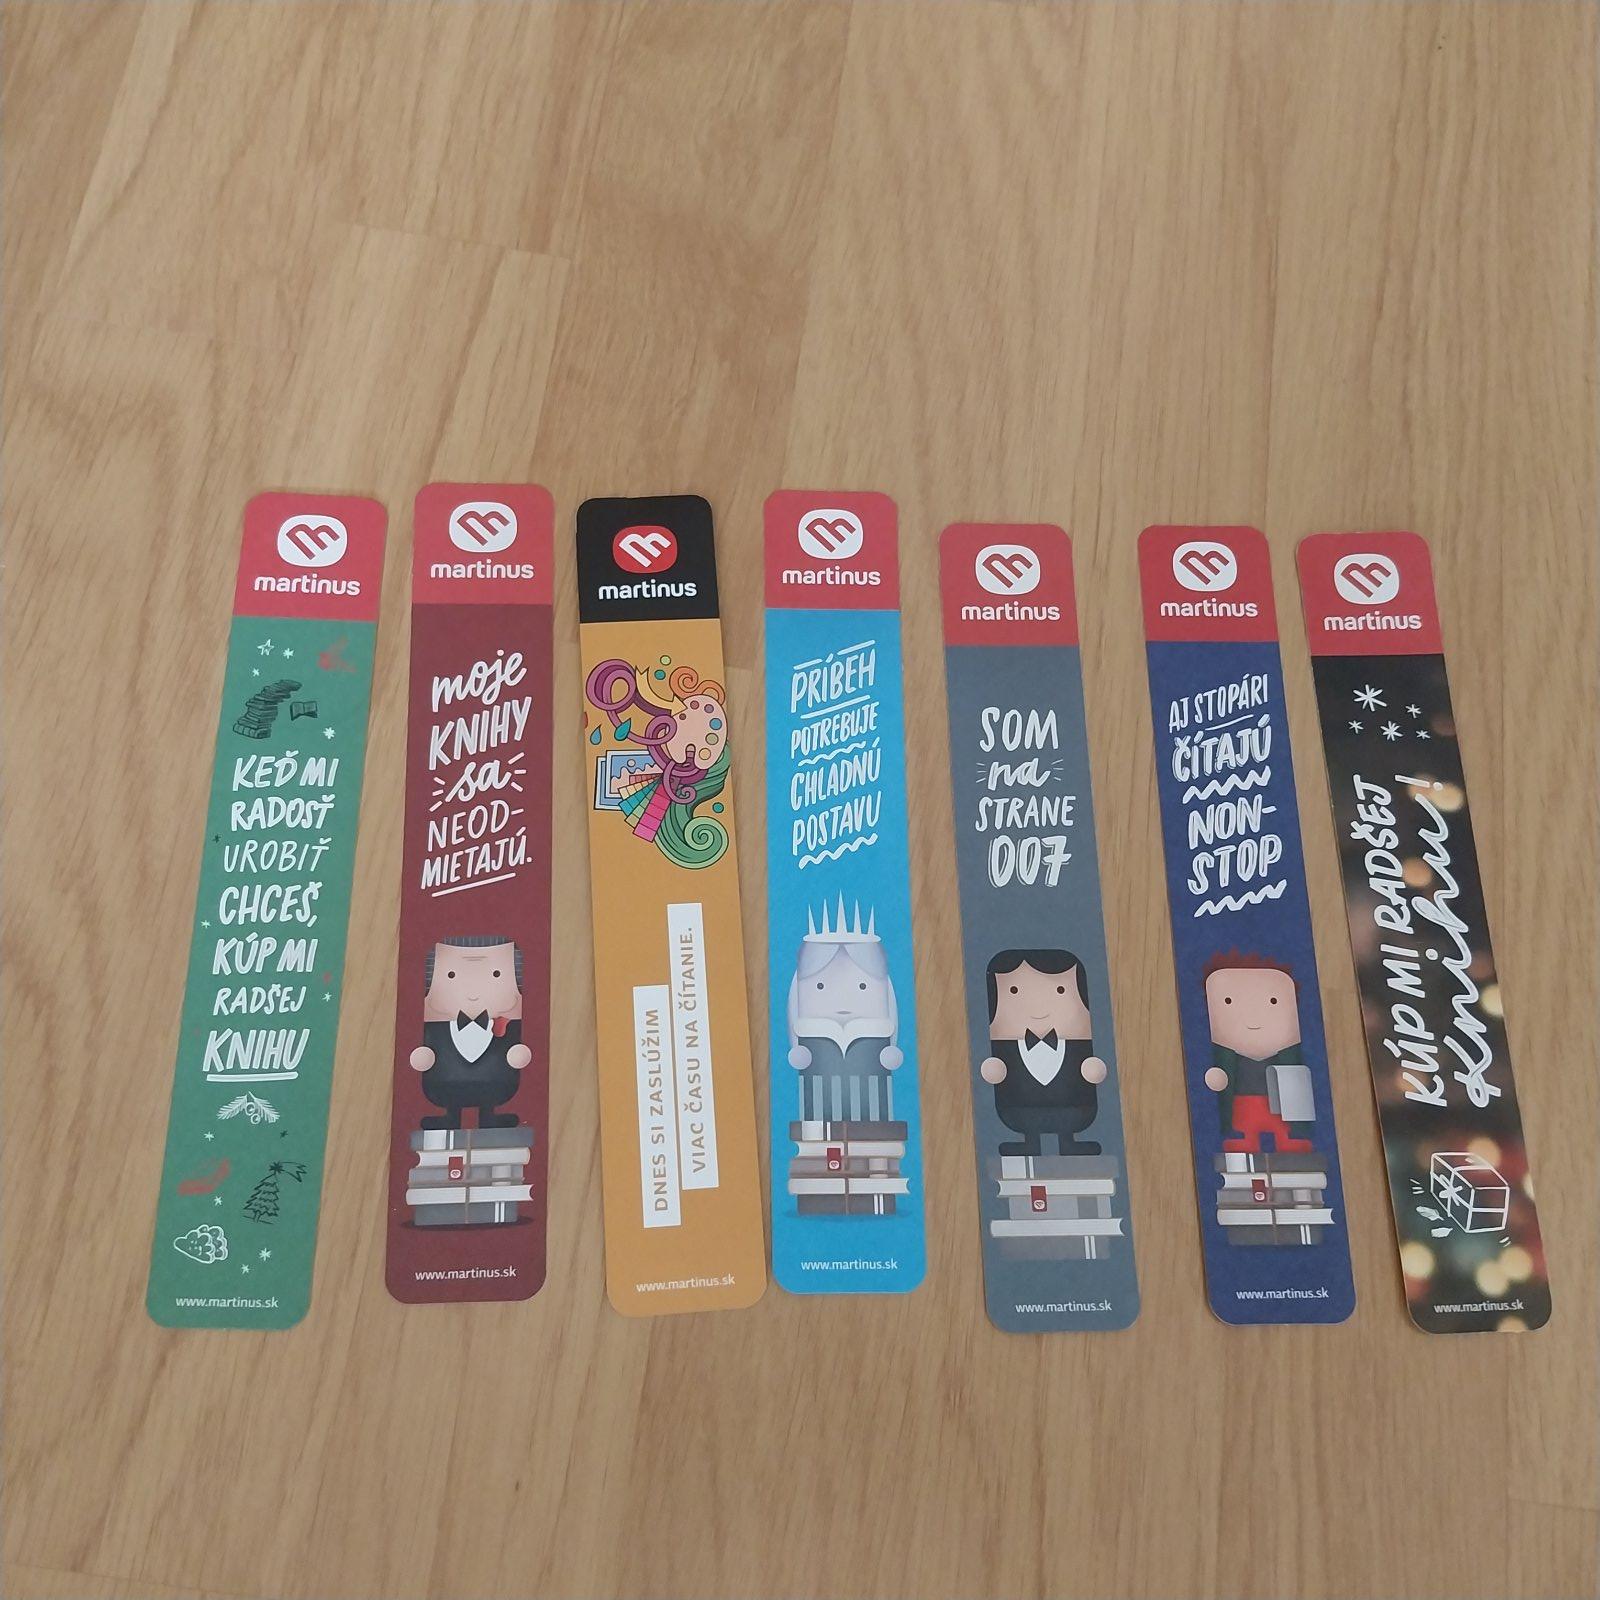 martinus
KEĎ MI
RADOSŤ
UROBIŤ
CHCEŠ,
KÚP MI
RADŠEJ
KNIHU
www.martinus.sk
martinus
moje
KNIHY
sa
NEOD-
MIETAJÚ.
www.martinus.sk
martinus
DNES SI ZASLÚŽIM
VIAC ČASU NA ČÍTANIE.
www.martinus.sk
martinus
PRÍBEH
POTREBUJE
CHLADNÚ
POSTAVU
www.martinus.sk
martinus
SOM
na
STRANE
007
www.martinus.sk
martinus
AJ STOPÁRI
ČÍTAJÚ
NON-
STOP
www.martinus.sk
martinus
KÚP MI RADŠEJ
Knihu!
www.martinus.sk